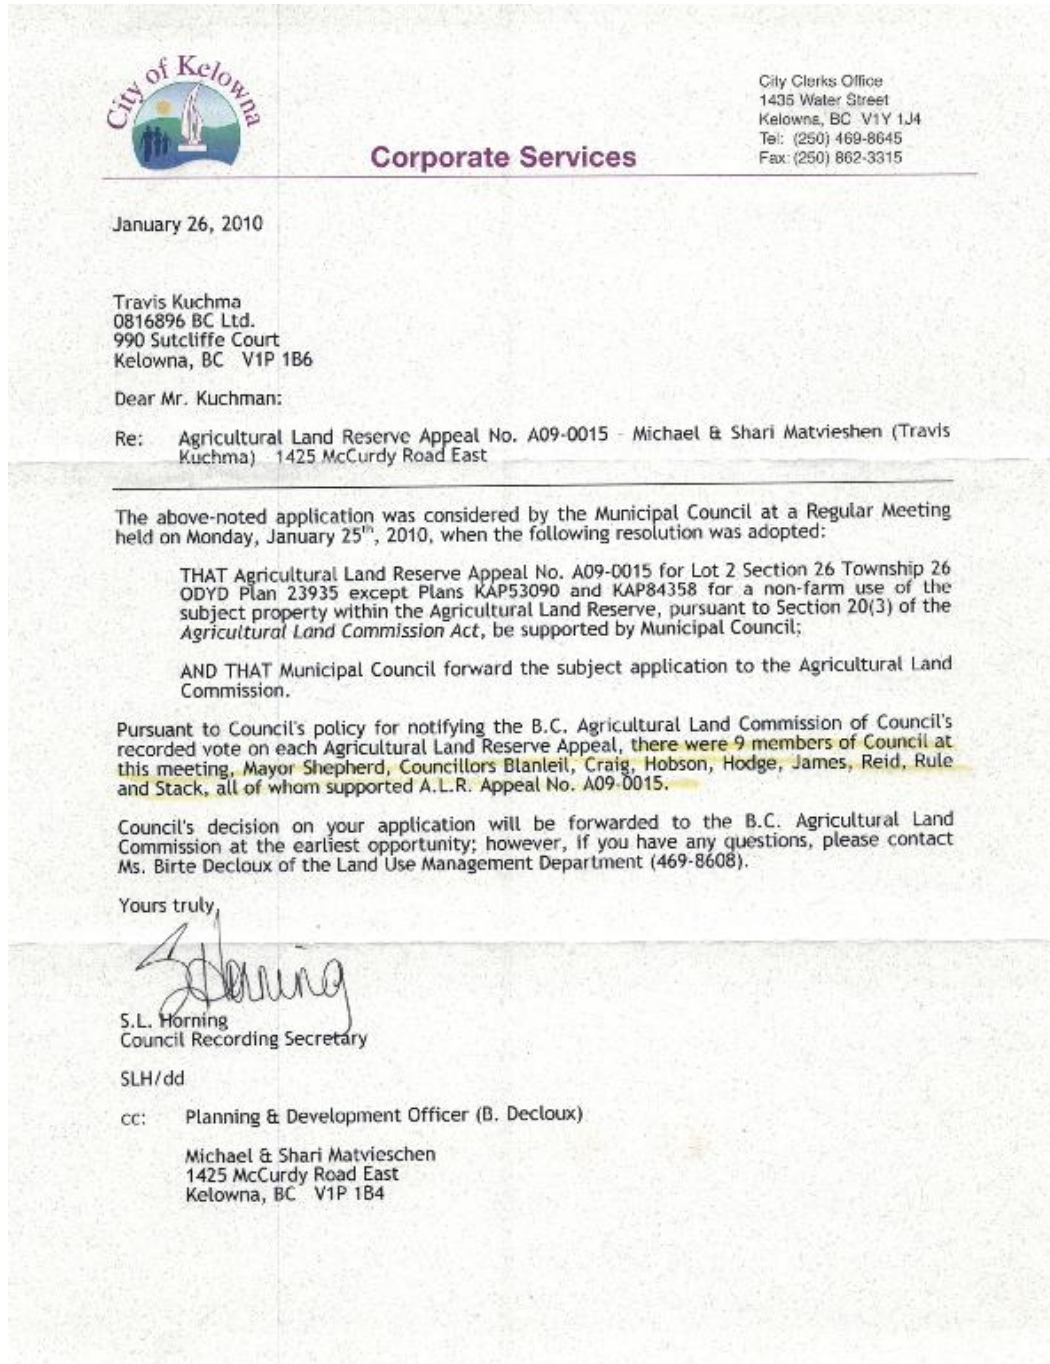 City of Kelowna
City Clerks Office
1435 Water Street
Kelowna, BC V1Y 1J4
Tel: (250) 469-8645
Fax: (250) 862-3315
Corporate Services
January 26, 2010
Travis Kuchma
0816896 BC Ltd.
990 Sutcliffe Court
Kelowna, BC V1P 1B6
Dear Mr. Kuchman:
Re: Agricultural Land Reserve Appeal No. A09-0015 - Michael & Shari Matvieshen (Travis
Kuchma) 1425 McCurdy Road East
The above-noted application was considered by the Municipal Council at a Regular Meeting
held on Monday, January 25th, 2010, when the following resolution was adopted:
THAT Agricultural Land Reserve Appeal No. A09-0015 for Lot 2 Section 26 Township 26
ODYD Plan 23935 except Plans KAP53090 and KAP84358 for a non-farm use of the
subject property within the Agricultural Land Reserve, pursuant to Section 20(3) of the
Agricultural Land Commission Act, be supported by Municipal Council;
AND THAT Municipal Council forward the subject application to the Agricultural Land
Commission.
Pursuant to Council's policy for notifying the B.C. Agricultural Land Commission of Council's
recorded vote on each Agricultural Land Reserve Appeal, there were 9 members of Council at
this meeting, Mayor Shepherd, Councillors Blanleil, Craig, Hobson, Hodge, James, Reid, Rule
and Stack, all of whom supported A.L.R. Appeal No. A09-0015.
Council's decision on your application will be forwarded to the B.C. Agricultural Land
Commission at the earliest opportunity; however, if you have any questions, please contact
Ms. Birte Decloux of the Land Use Management Department (469-8608).
Yours truly,
S Horning
S.L. Horning
Council Recording Secretary
SLH/dd
cc: Planning & Development Officer (B. Decloux)
Michael & Shari Matvieschen
1425 McCurdy Road East
Kelowna, BC V1P 1B4